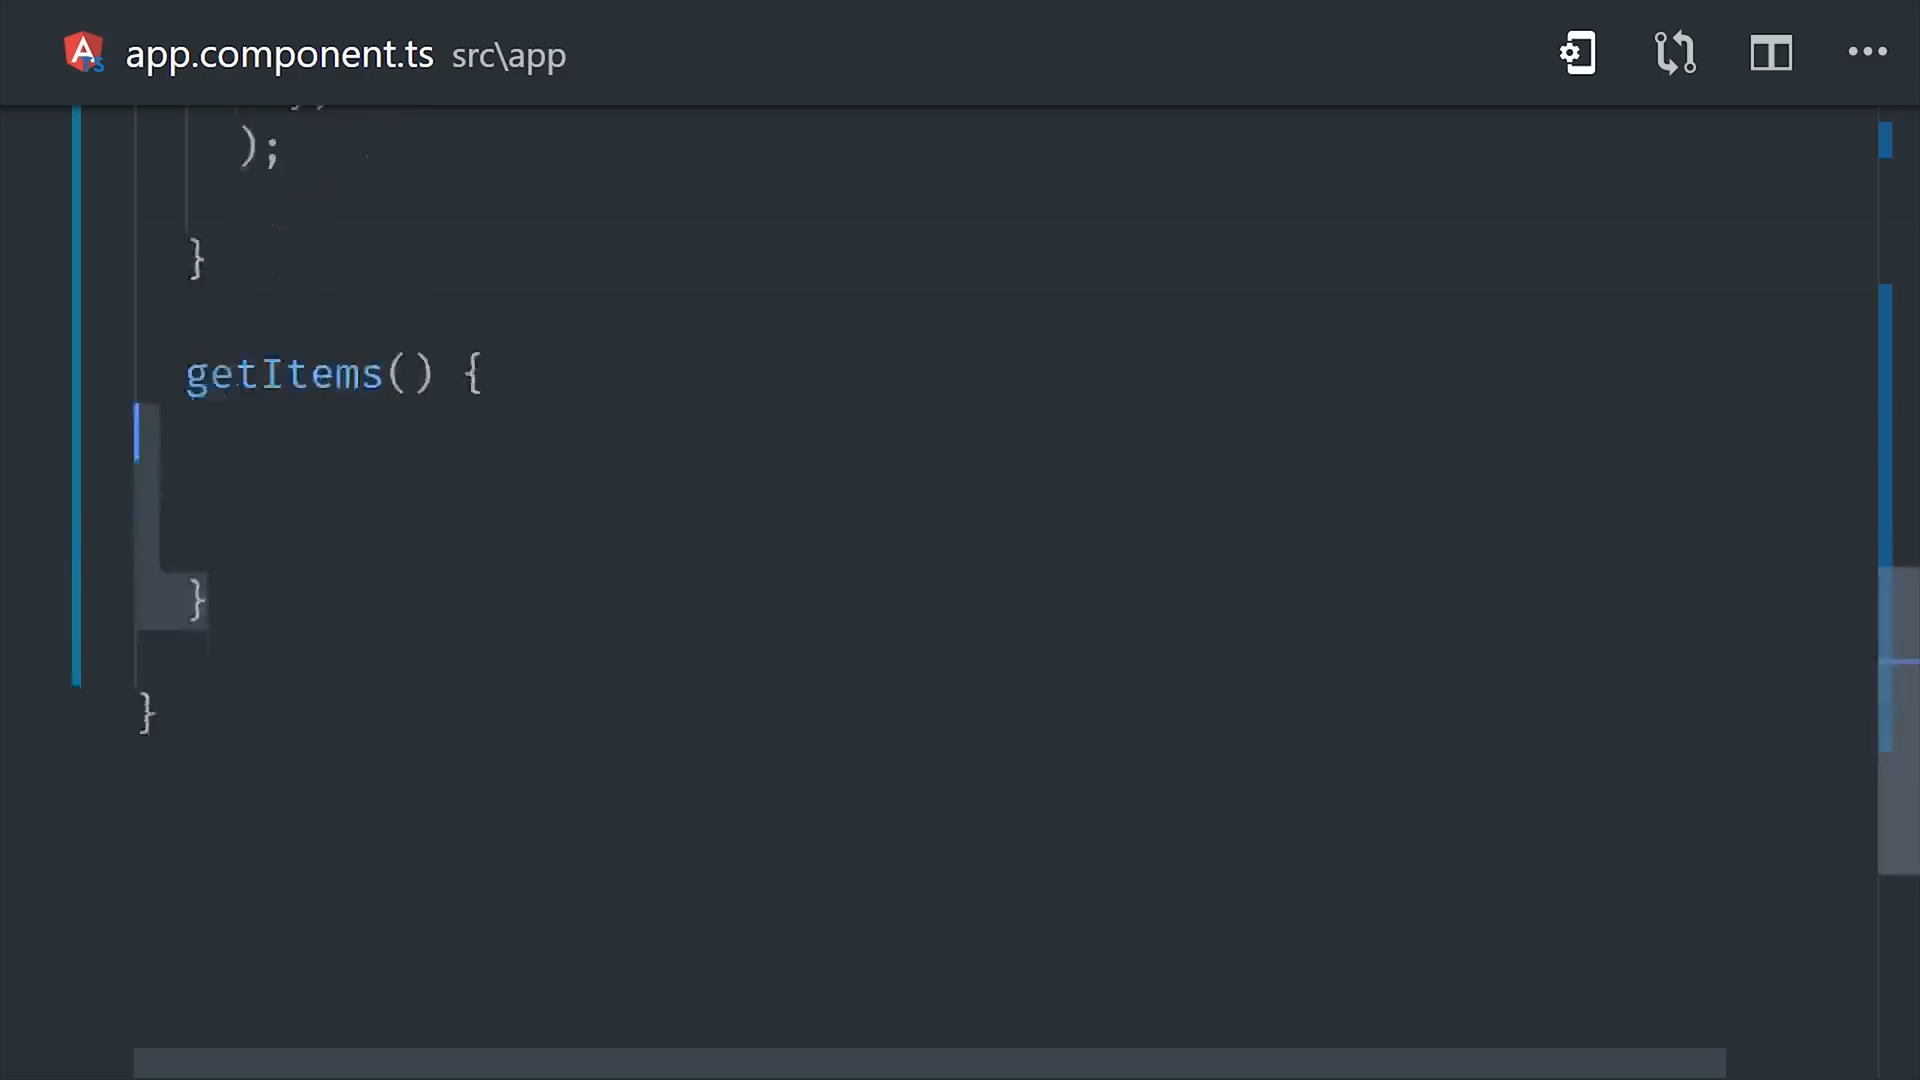 app.component.ts src\app
);
}
getItems() {
}
}